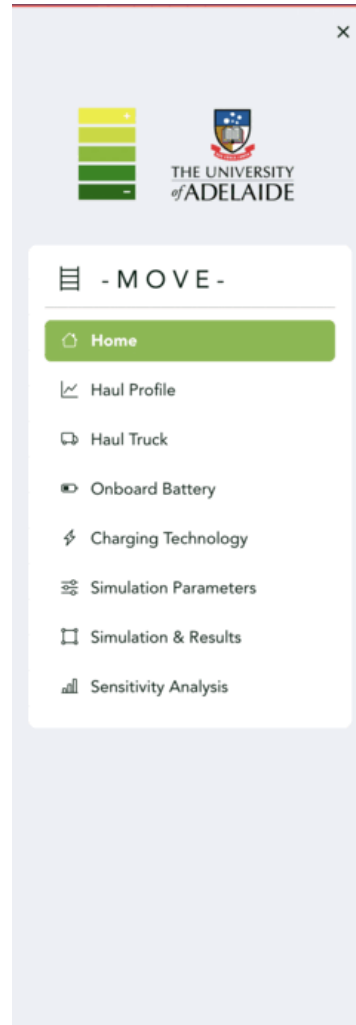 THE UNIVERSITY
of ADELAIDE
- M O V E -
Home
Haul Profile
Haul Truck
Onboard Battery
Charging Technology
Simulation Parameters
Simulation & Results
Sensitivity Analysis